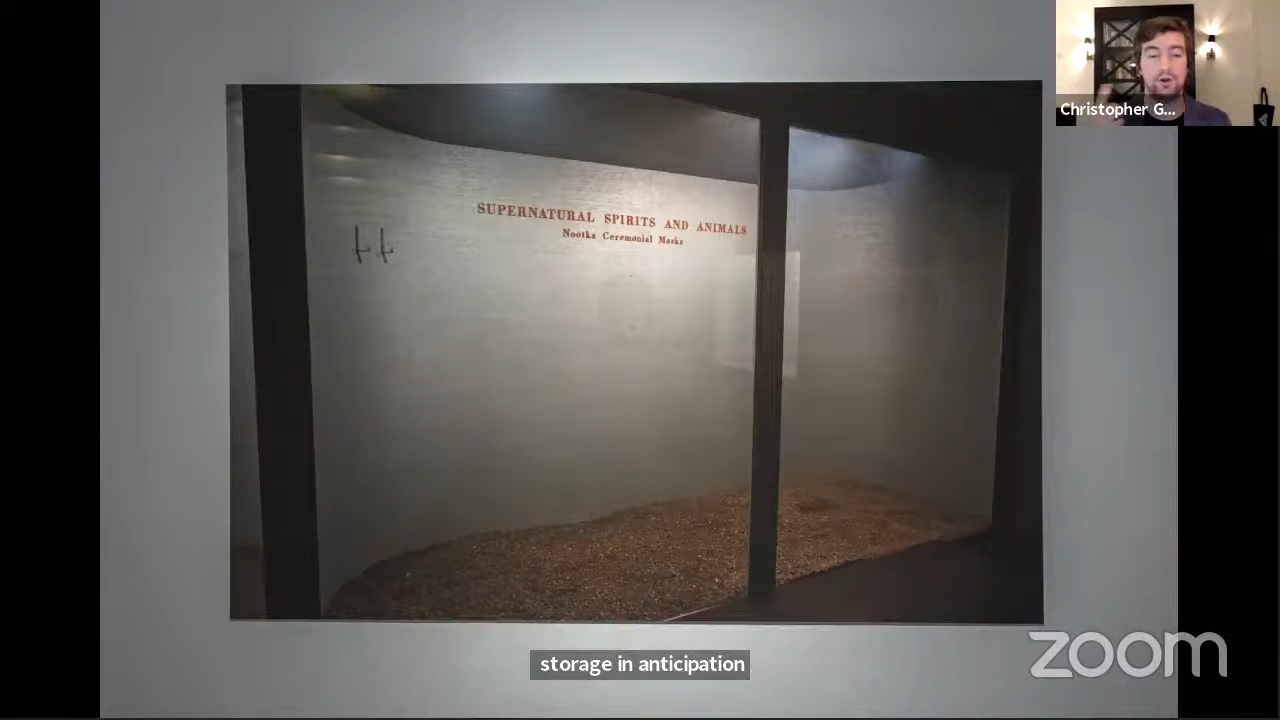 Christopher G...
SUPERNATURAL SPIRITS AND ANIMALS
Nootka Ceremonial Masks
storage in anticipation
zoom